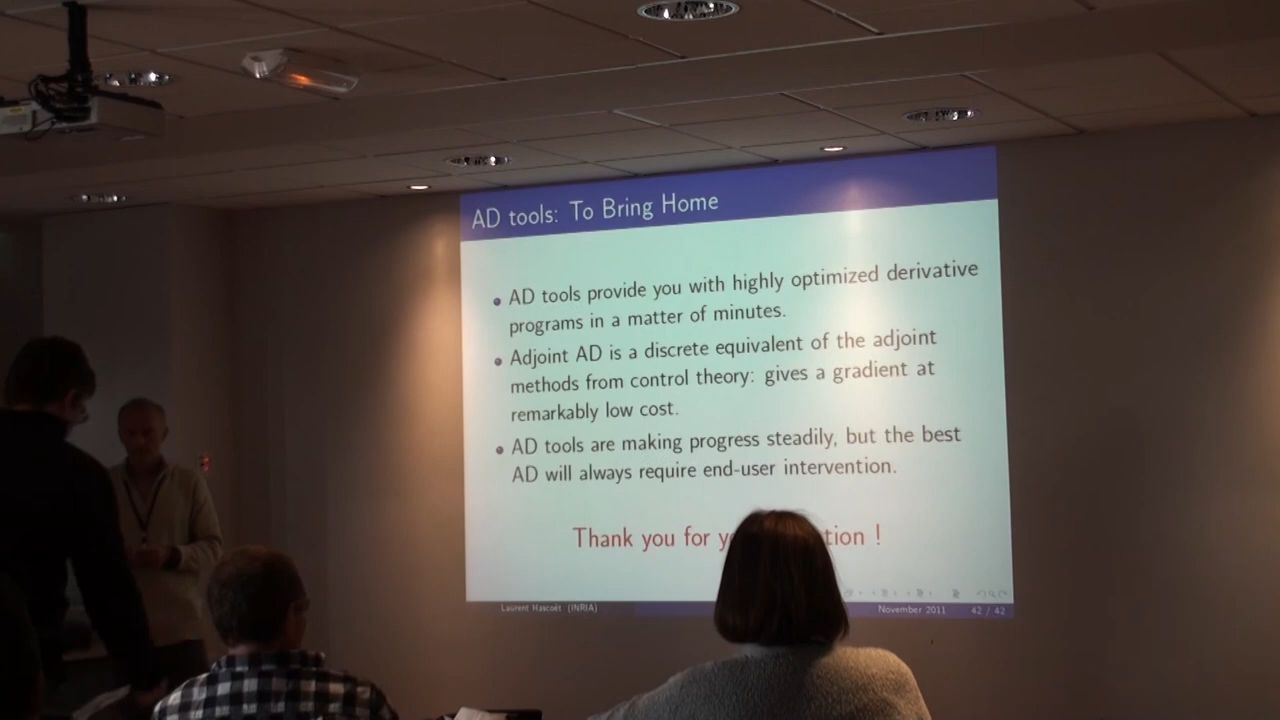 AD tools: To Bring Home
AD tools provide you with highly optimized derivative
programs in a matter of minutes.
Adjoint AD is a discrete equivalent of the adjoint
methods from control theory: gives a gradient at
remarkably low cost.
AD tools are making progress steadily, but the best
AD will always require end-user intervention.
Thank you for !
Laurent Hascoët (INRIA)
November 2011 42 / 42